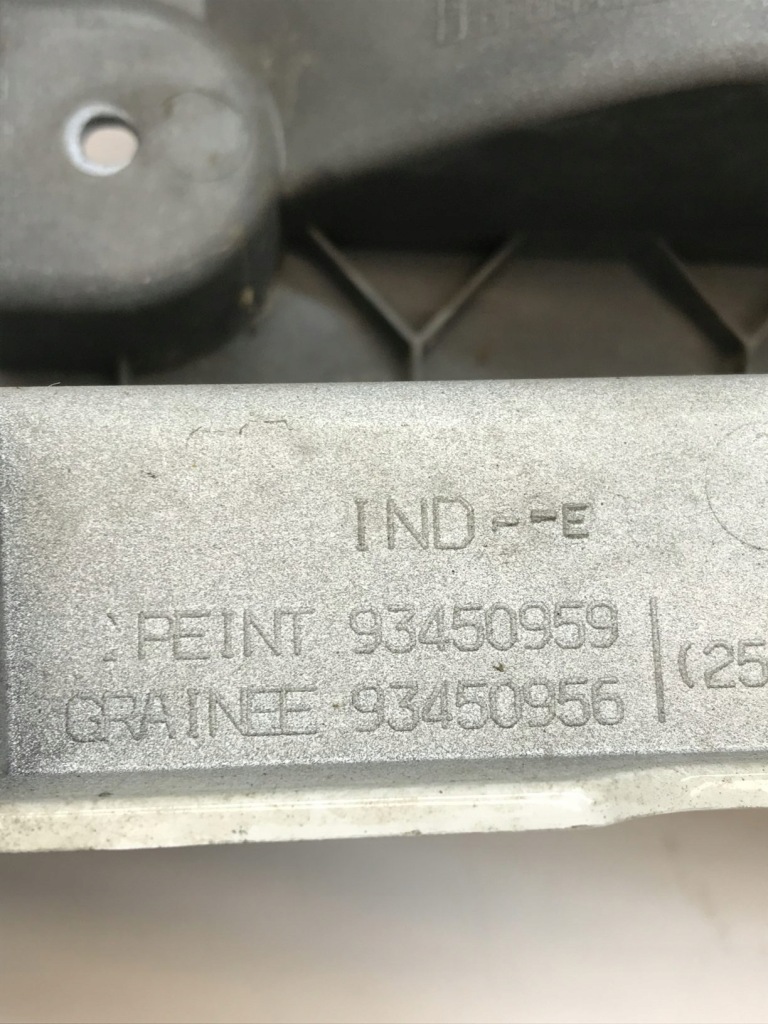 IND --E
PEINT 93450959
GRAINEE 93450956
(25